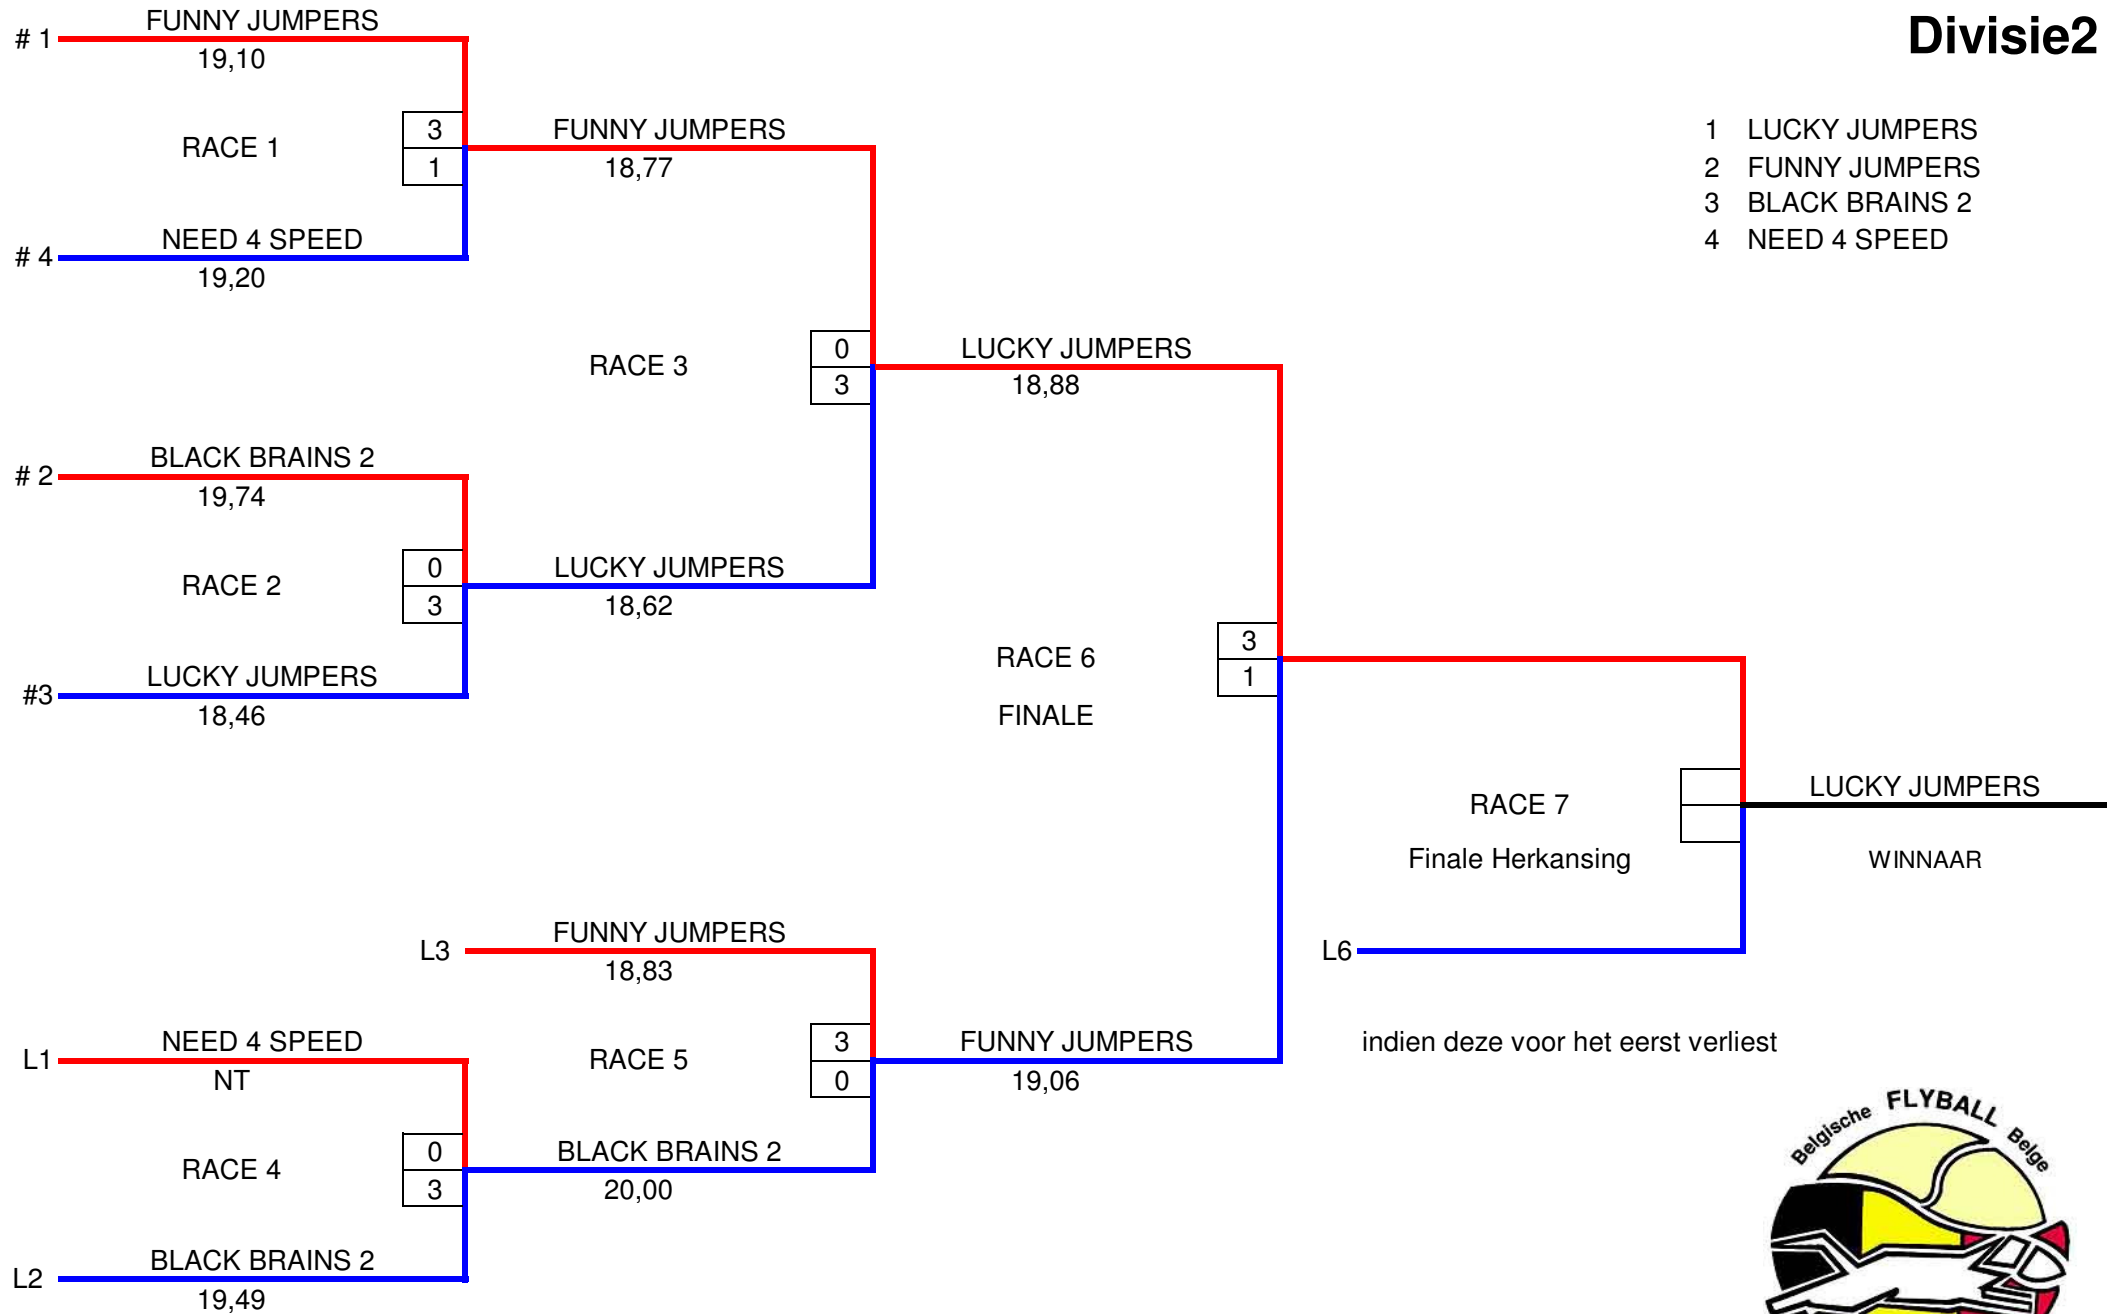 Divisie2
1 LUCKY JUMPERS
2 FUNNY JUMPERS
3 BLACK BRAINS 2
4 NEED 4 SPEED
# 1 FUNNY JUMPERS
19,10
RACE 1
3
1
# 4 NEED 4 SPEED
19,20
FUNNY JUMPERS
18,77
RACE 3
0
3
LUCKY JUMPERS
18,88
# 2 BLACK BRAINS 2
19,74
RACE 2
0
3
LUCKY JUMPERS
18,62
#3 LUCKY JUMPERS
18,46
RACE 6
3
1
FINALE
RACE 7
LUCKY JUMPERS
Finale Herkansing
WINNAAR
L3 FUNNY JUMPERS
18,83
L6
L1 NEED 4 SPEED
NT
RACE 5
3
0
FUNNY JUMPERS
19,06
indien deze voor het eerst verliest
RACE 4
0
3
BLACK BRAINS 2
20,00
L2 BLACK BRAINS 2
19,49
Belgische FLYBALL Belge